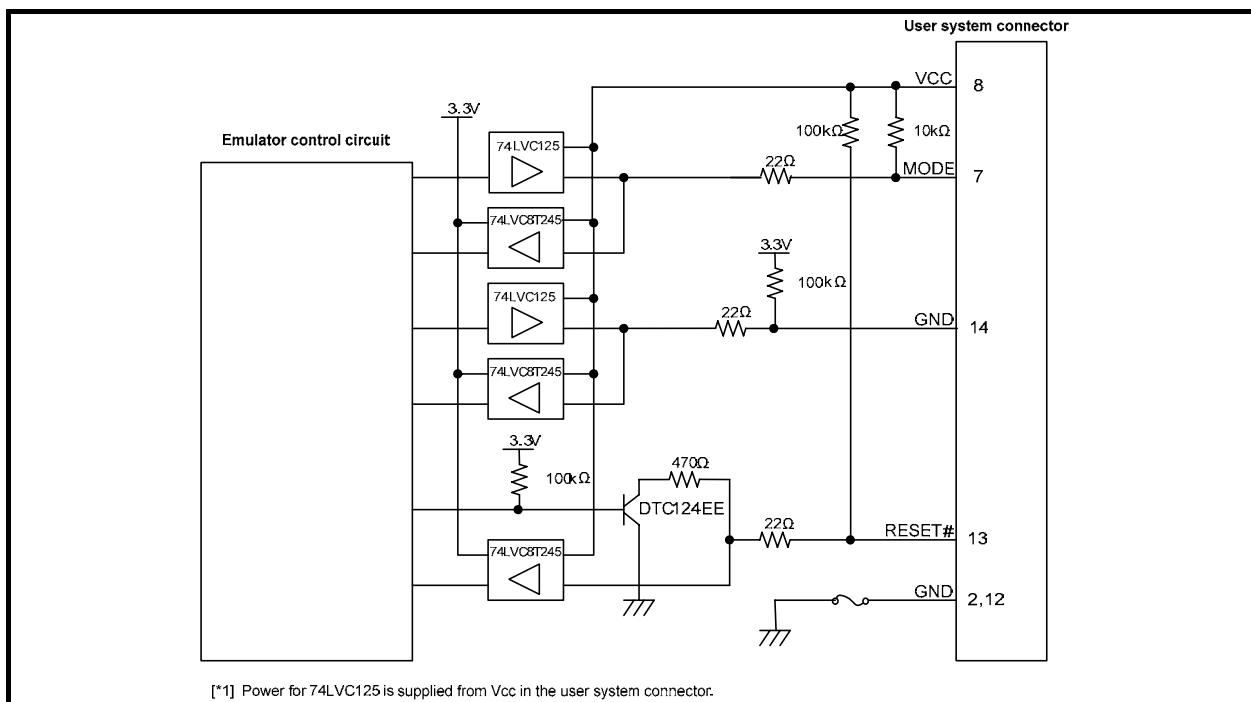 User system connector
VCC
8
3.3V
100kΩ
10kΩ
Emulator control circuit
74LVC125
22Ω
MODE
7
74LVC8T245
3.3V
100kΩ
74LVC125
22Ω
GND
14
74LVC8T245
3.3V
470Ω
100kΩ
DTC124EE
22Ω
RESET#
13
74LVC8T245
GND
2,12
[*1] Power for 74LVC125 is supplied from Vcc in the user system connector.